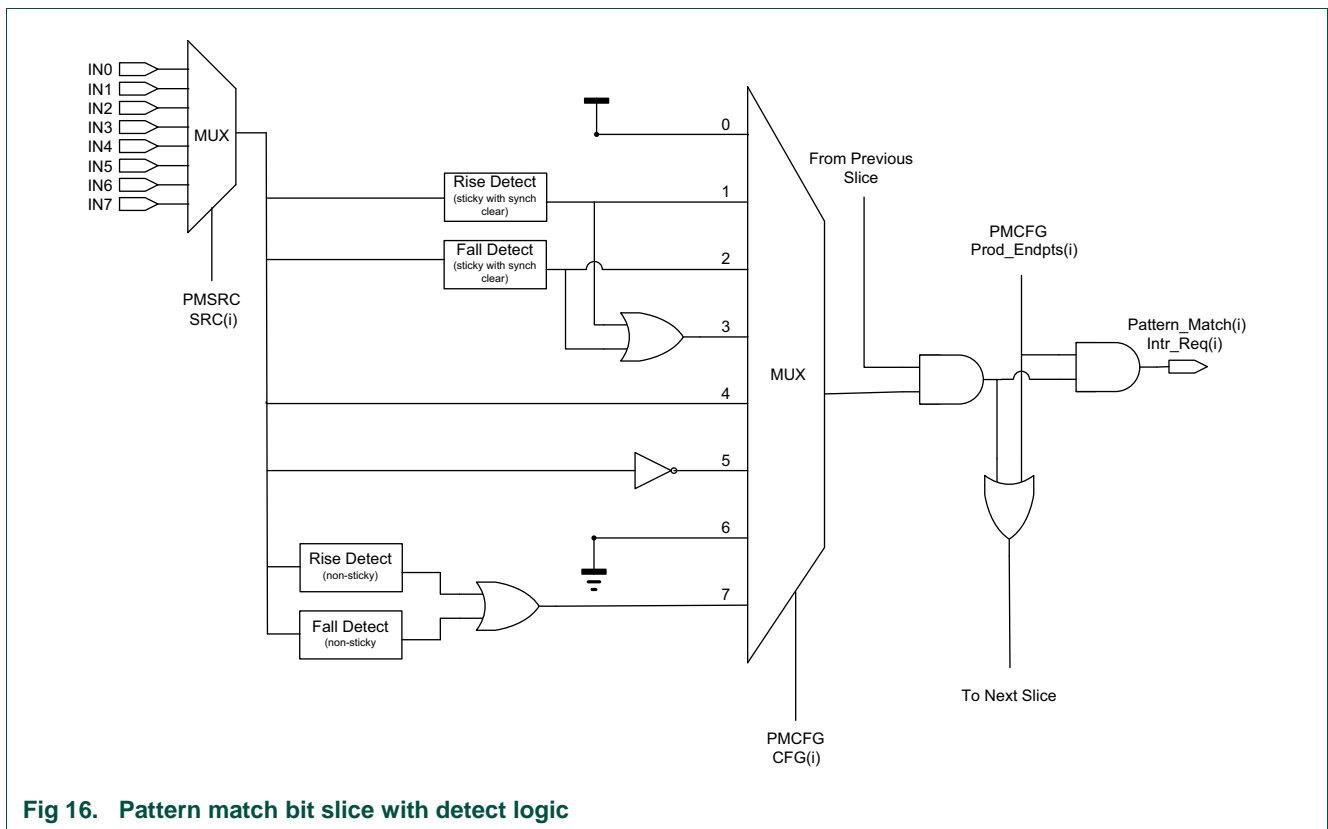 IN0
IN1
IN2
IN3
IN4
IN5
IN6
IN7
MUX
PMSRC
SRC(i)
Rise Detect
(sticky with synch
clear)
Fall Detect
(sticky with synch
clear)
Rise Detect
(non-sticky)
Fall Detect
(non-sticky
0
1
2
3
4
5
6
7
MUX
PMCFG
CFG(i)
From Previous
Slice
PMCFG
Prod_Endpts(i)
Pattern_Match(i)
Intr_Req(i)
To Next Slice
Fig 16. Pattern match bit slice with detect logic